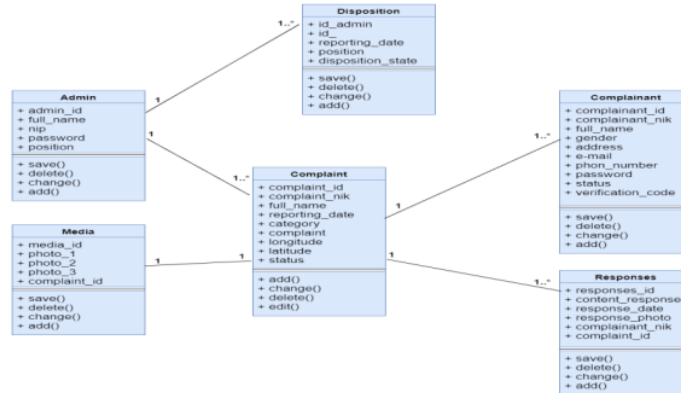 Disposition
+ id_admin
+ id_
+ reporting_date
+ position
+ disposition_state
+ save()
+ delete()
+ change()
+ add()
1..*
1
Admin
+ admin_id
+ full_name
+ nip
+ password
+ position
+ save()
+ delete()
+ change()
+ add()
1
1..*
Complaint
+ complaint_id
+ complaint_nik
+ full_name
+ reporting_date
+ category
+ complaint
+ longitude
+ latitude
+ status
+ add()
+ change()
+ delete()
+ edit()
1
1..*
Complainant
+ complainant_id
+ complainant_nik
+ full_name
+ gender
+ address
+ e-mail
+ phon_number
+ password
+ status
+ verification_code
+ save()
+ delete()
+ change()
+ add()
Media
+ media_id
+ photo_1
+ photo_2
+ photo_3
+ complaint_id
+ save()
+ delete()
+ change()
+ add()
1
1
1
1..*
Responses
+ responses_id
+ content_response
+ response_date
+ response_photo
+ complainant_nik
+ complaint_id
+ save()
+ delete()
+ change()
+ add()